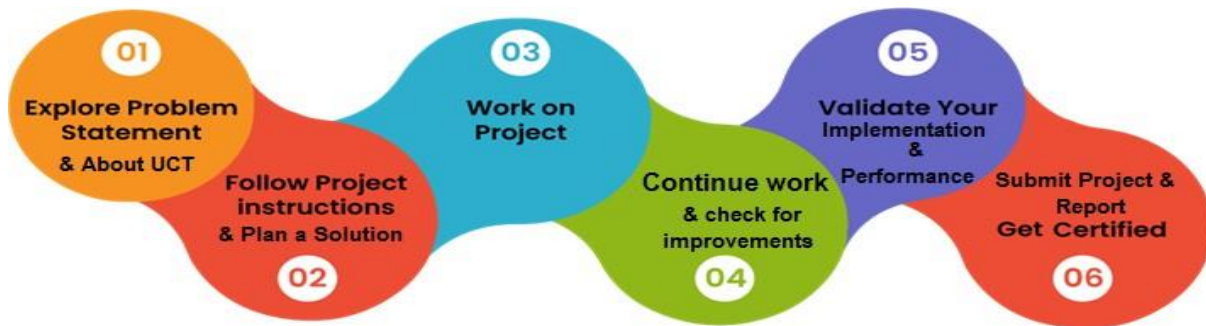 01
Explore Problem
Statement
& About UCT
Follow Project
instructions
& Plan a Solution
02
03
Work on
Project
Continue work
& check for
improvements
04
05
Validate Your
Implementation
&
Performance
Submit Project &
Report
Get Certified
06